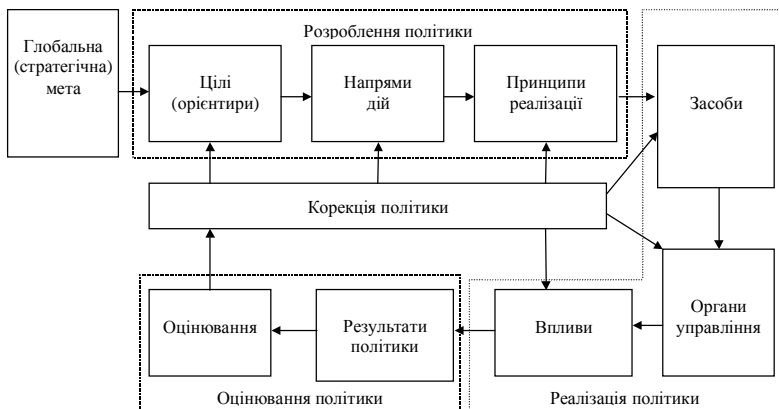 Розроблення політики
Глобальна
(стратегічна)
мета
Цілі
(орієнтири)
Напрями
дій
Принципи
реалізації
Засоби
Корекція політики
Оцінювання
Результати
політики
Впливи
Органи
управління
Оцінювання політики
Реалізація політики